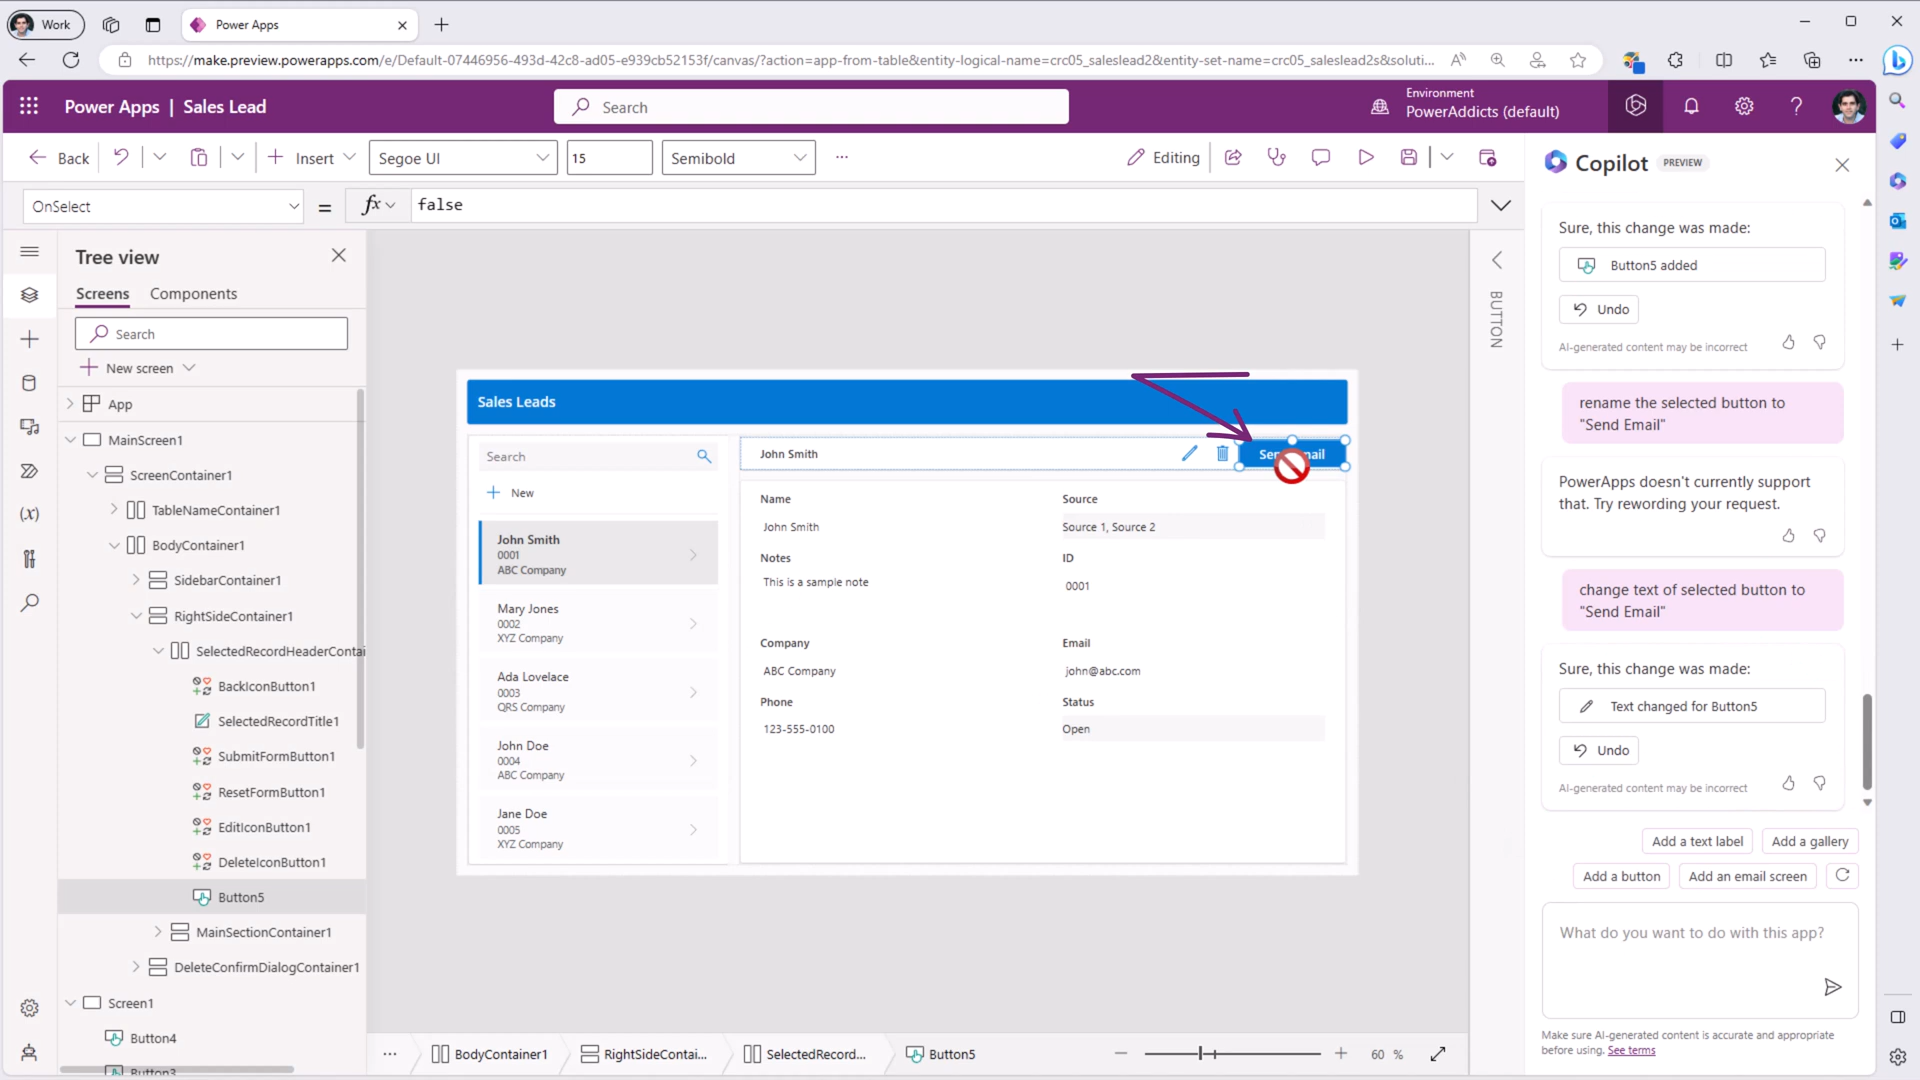 Work
Power Apps
https://make.preview.powerapps.com/e/Default-07446956-493d-42c8-ad05-e939cb52153f/canvas/?action=app-from-table&entity-logical-name=crc05_saleslead2&entity-set-name=crc05_saleslead2s&soluti...
Power Apps | Sales Lead
Search
Environment
PowerAddicts (default)
Back
Insert
Segoe UI
15
Semibold
...
Editing
OnSelect
=
fx
false
Tree view
Screens
Components
Search
New screen
App
MainScreen1
ScreenContainer1
TableNameContainer1
BodyContainer1
SidebarContainer1
RightSideContainer1
SelectedRecordHeaderContai
BackIconButton1
SelectedRecordTitle1
SubmitFormButton1
ResetFormButton1
EditIconButton1
DeleteIconButton1
Button5
MainSectionContainer1
DeleteConfirmDialogContainer1
Screen1
Button4
Button3
Sales Leads
Search
New
John Smith
0001
ABC Company
Mary Jones
0002
XYZ Company
Ada Lovelace
0003
QRS Company
John Doe
0004
ABC Company
Jane Doe
0005
XYZ Company
John Smith
Name
John Smith
Source
Source 1, Source 2
Notes
This is a sample note
ID
0001
Company
ABC Company
Email
john@abc.com
Phone
123-555-0100
Status
Open
BUTTON
...
BodyContainer1
RightSideContai...
SelectedRecord...
Button5
60 %
Copilot
PREVIEW
Sure, this change was made:
Button5 added
Undo
AI-generated content may be incorrect
rename the selected button to
"Send Email"
PowerApps doesn't currently support
that. Try rewording your request.
change text of selected button to
"Send Email"
Sure, this change was made:
Text changed for Button5
Undo
AI-generated content may be incorrect
Add a text label
Add a gallery
Add a button
Add an email screen
What do you want to do with this app?
Make sure AI-generated content is accurate and appropriate
before using. See terms